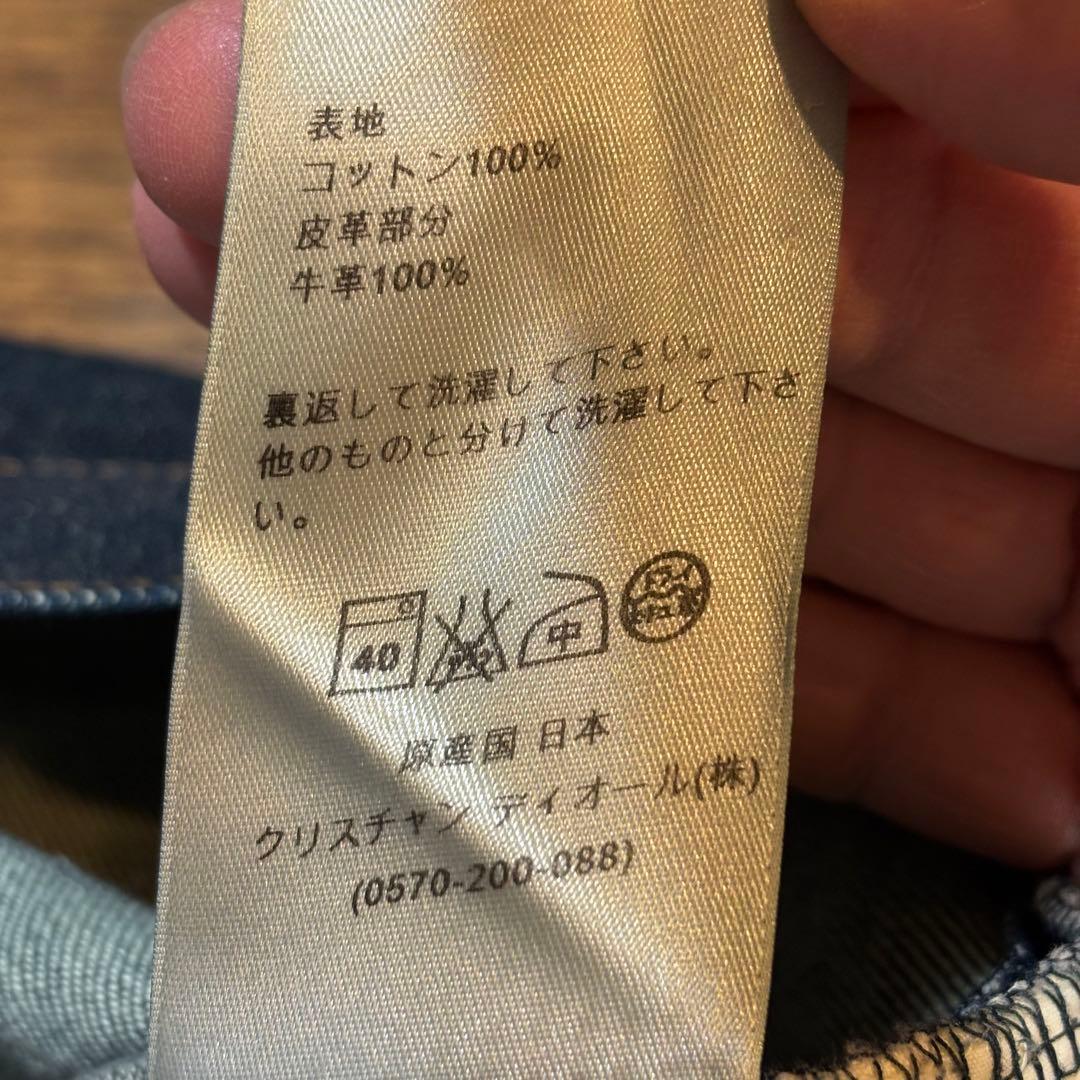 表地
コットン100%
皮革部分
牛革100%
裏返して洗濯して下さい。
他のものと分けて洗濯して下さ
い。
40 中 ドライ
原産国 日本
クリスチャン ディオール(株)
(0570-200-088)